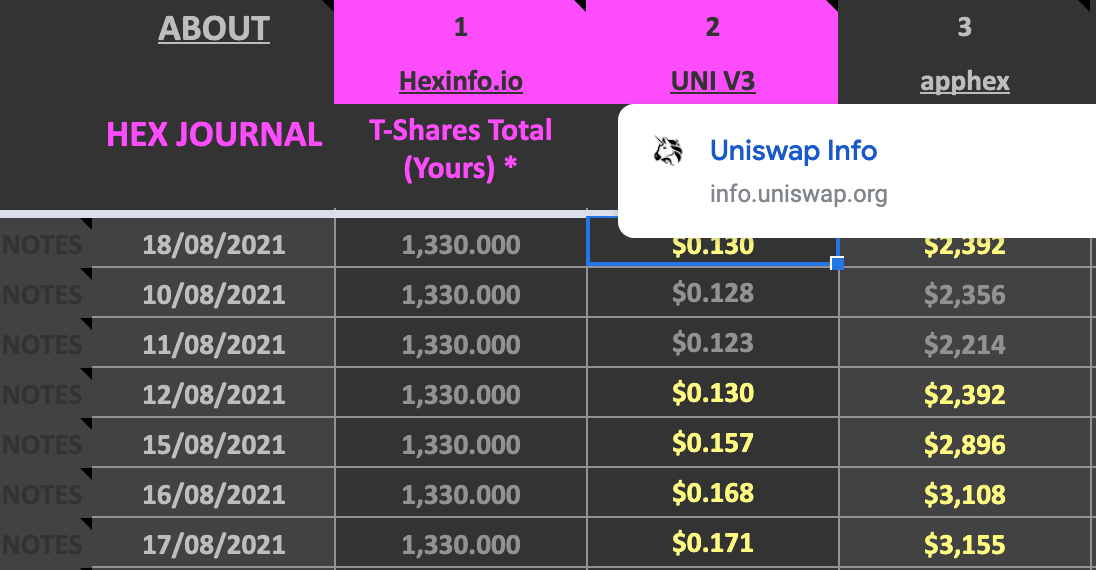 ABOUT 1 2 3
Hexinfo.io UNI V3 apphex
HEX JOURNAL T-Shares Total
(Yours) *
Uniswap Info
info.uniswap.org
NOTES 18/08/2021 1,330.000 $0.130 $2,392
NOTES 10/08/2021 1,330.000 $0.128 $2,356
NOTES 11/08/2021 1,330.000 $0.123 $2,214
NOTES 12/08/2021 1,330.000 $0.130 $2,392
NOTES 15/08/2021 1,330.000 $0.157 $2,896
NOTES 16/08/2021 1,330.000 $0.168 $3,108
NOTES 17/08/2021 1,330.000 $0.171 $3,155